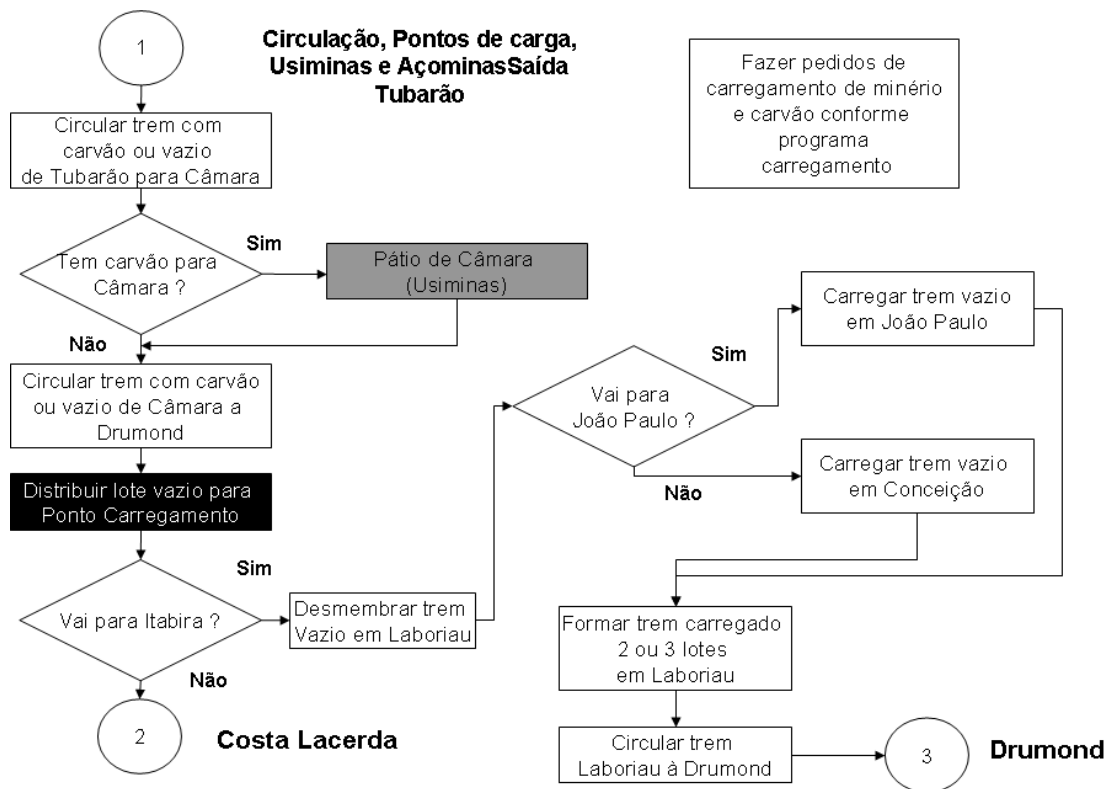 1
Circulação, Pontos de carga,
Usiminas e AçominasSaída
Tubarão
Fazer pedidos de
carregamento de minério
e carvão conforme
programa
carregamento
Circular trem com
carvão ou vazio
de Tubarão para Câmara
Tem carvão para
Câmara ?
Sim
Pátio de Câmara
(Usiminas)
Não
Circular trem com carvão
ou vazio de Câmara a
Drumond
Distribuir lote vazio para
Ponto Carregamento
Vai para Itabira ?
Sim
Desmembrar trem
Vazio em Laboriau
Não
2
Costa Lacerda
Vai para
João Paulo ?
Sim
Carregar trem vazio
em João Paulo
Não
Carregar trem vazio
em Conceição
Formar trem carregado
2 ou 3 lotes
em Laboriau
Circular trem
Laboriau à Drumond
3
Drumond